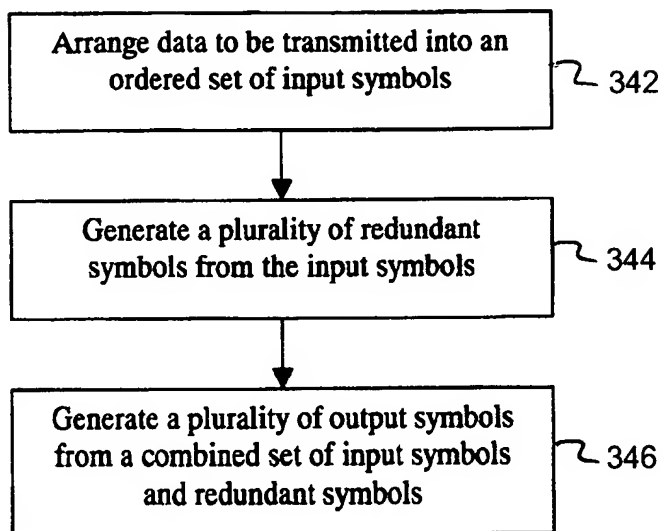 Arrange data to be transmitted into an
ordered set of input symbols
342
Generate a plurality of redundant
symbols from the input symbols
344
Generate a plurality of output symbols
from a combined set of input symbols
and redundant symbols
346